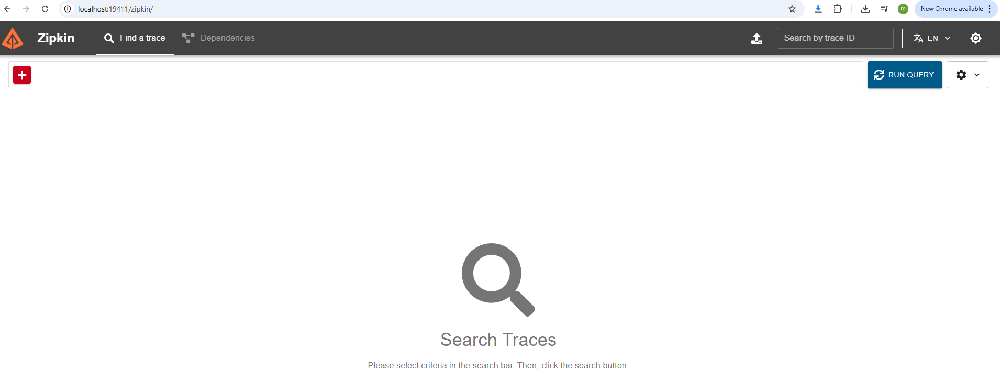 localhost:19411/zipkin/
m
New Chrome available
Zipkin
Find a trace
Dependencies
Search by trace ID
EN
RUN QUERY
Search Traces
Please select criteria in the search bar. Then, click the search button.